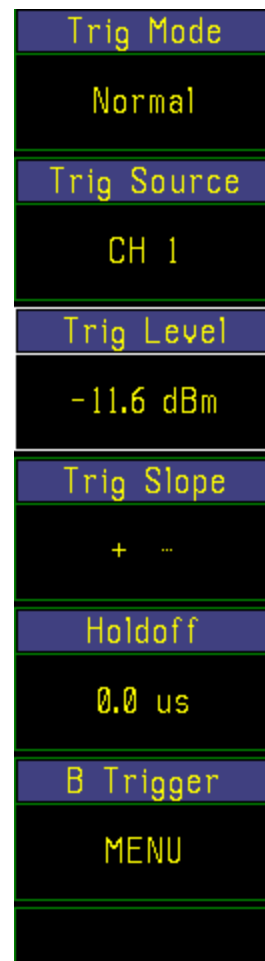 Trig Mode
Normal
Trig Source
CH 1
Trig Level
-11.6 dBm
Trig Slope
+ -
Holdoff
0.0 us
B Trigger
MENU